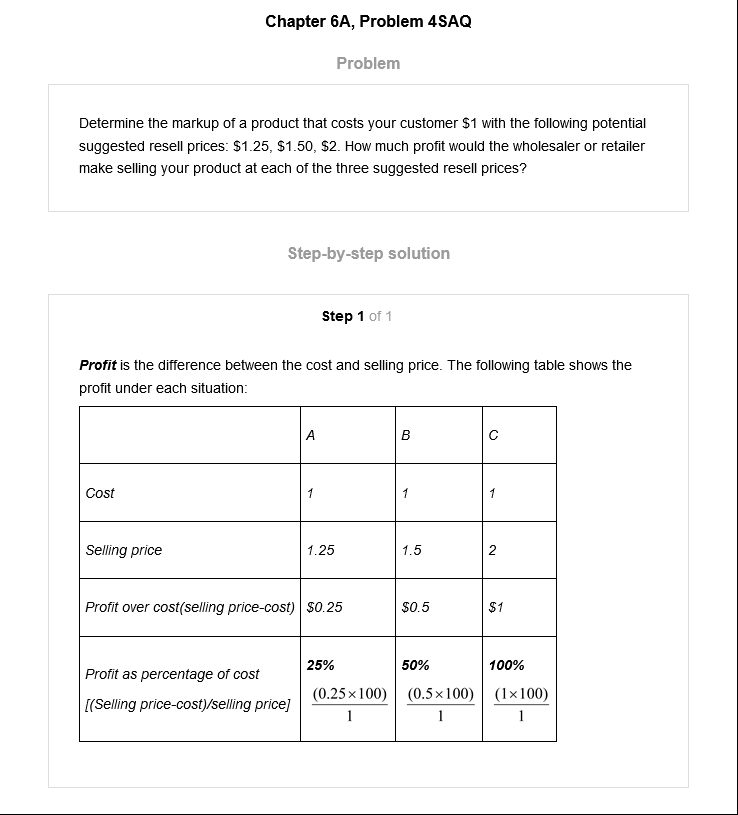 Chapter 6A, Problem 4SAQ
Problem
Determine the markup of a product that costs your customer $1 with the following potential
suggested resell prices: $1.25, $1.50, $2. How much profit would the wholesaler or retailer
make selling your product at each of the three suggested resell prices?
Step-by-step solution
Step 1 of 1
Profit is the difference between the cost and selling price. The following table shows the
profit under each situation:
A B C
Cost 1 1 1
Selling price 1.25 1.5 2
Profit over cost(selling price-cost) $0.25 $0.5 $1
Profit as percentage of cost
[(Selling price-cost)/selling price]
25%
(0.25×100)
1
50%
(0.5×100)
1
100%
(1×100)
1